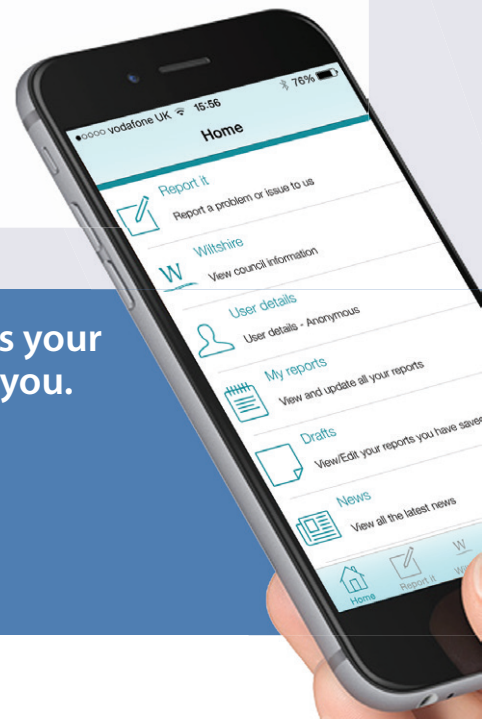 ●oooo vodafone UK 15:56 76%
Home
Report it
Report a problem or issue to us
W
Wiltshire
View council information
User details
User details - Anonymous
My reports
View and update all your reports
Drafts
View/Edit your reports you have saved
News
View all the latest news
Home Report it W
s your
you.